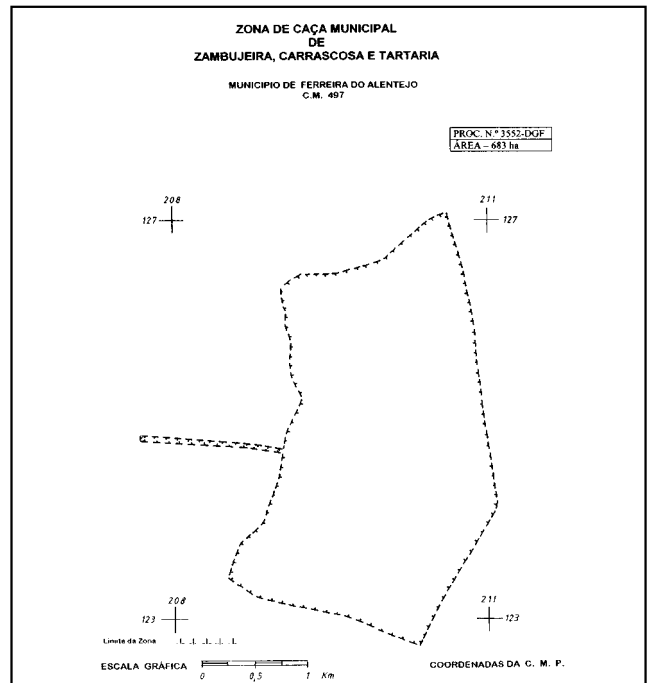 ZONA DE CAÇA MUNICIPAL
DE
ZAMBUJEIRA, CARRASCOSA E TARTARIA
MUNICIPIO DE FERREIRA DO ALENTEJO
C.M. 497
PROC. N.º 3552-DGF
ÁREA – 683 ha
208
127
211
127
208
123
211
123
Limite da Zona
ESCALA GRÁFICA
0 0,5 1 Km
COORDENADAS DA C. M. P.